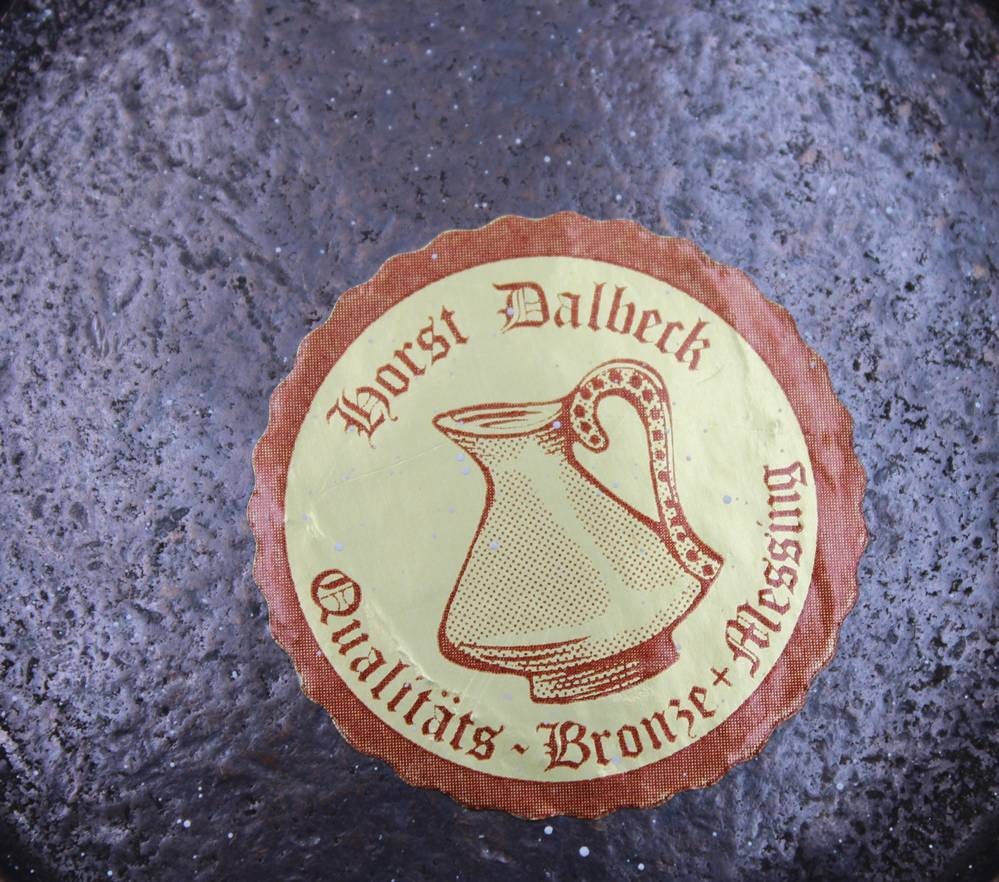 Horst Dalbeck
Qualitäts-Bronze + Messing